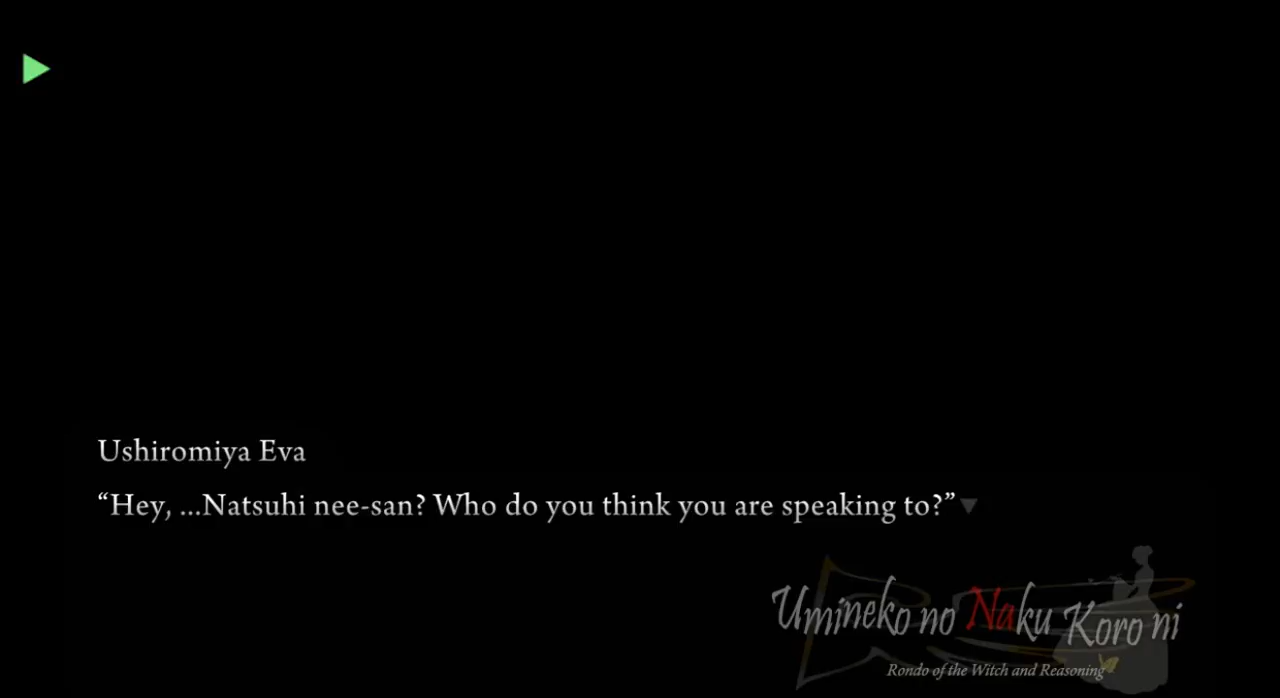 Ushiromiya Eva
“Hey, ...Natsuhi nee-san? Who do you think you are speaking to?”
Umineko no Naku Koro ni
Rondo of the Witch and Reasoning